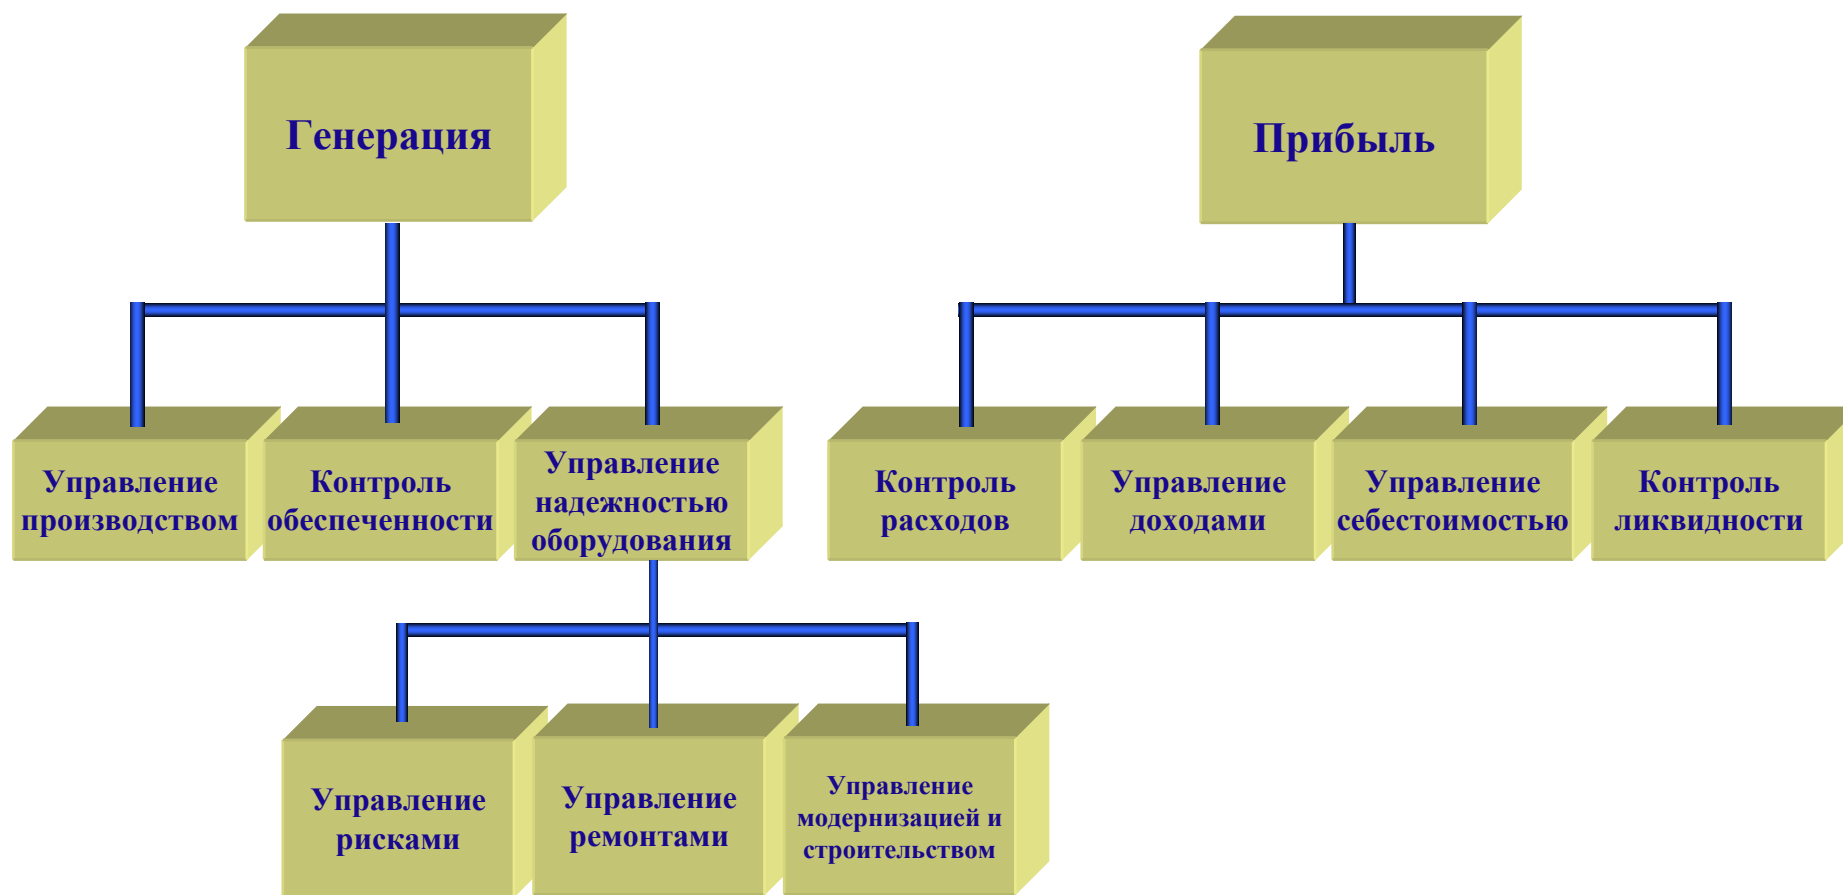 Генерация
Прибыль
Управление
производством
Контроль
обеспеченности
Управление
надежностью
оборудования
Контроль
расходов
Управление
доходами
Управление
себестоимостью
Контроль
ликвидности
Управление
рисками
Управление
ремонтами
Управление
модернизацией и
строительством